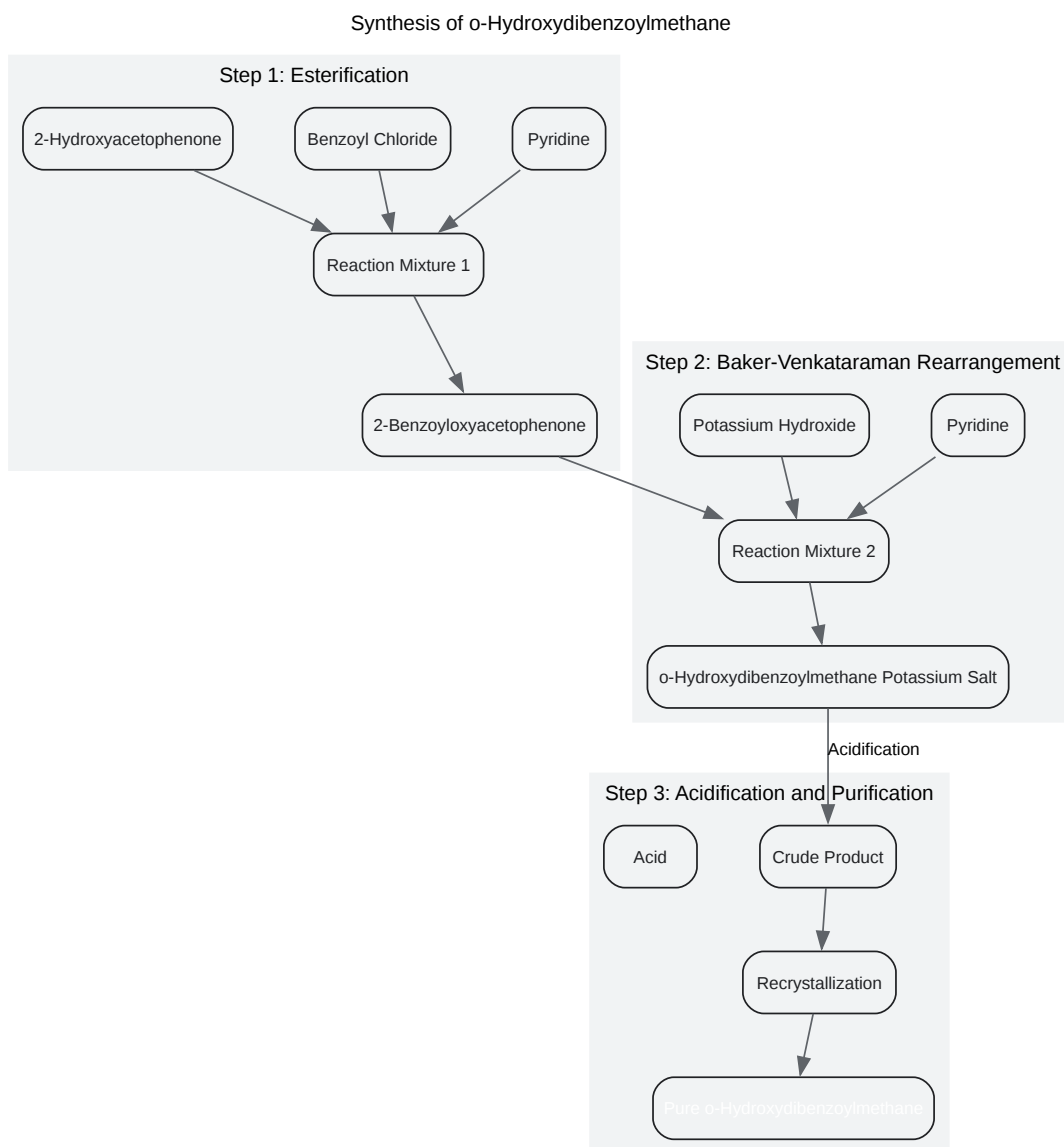 Synthesis of o-Hydroxydibenzoylmethane
Step 1: Esterification
2-Hydroxyacetophenone
Benzoyl Chloride
Pyridine
Reaction Mixture 1
2-Benzoyloxyacetophenone
Step 2: Baker-Venkataraman Rearrangement
Potassium Hydroxide
Pyridine
Reaction Mixture 2
o-Hydroxydibenzoylmethane Potassium Salt
Acidification
Step 3: Acidification and Purification
Acid
Crude Product
Recrystallization
Pure o-Hydroxydibenzoylmethane